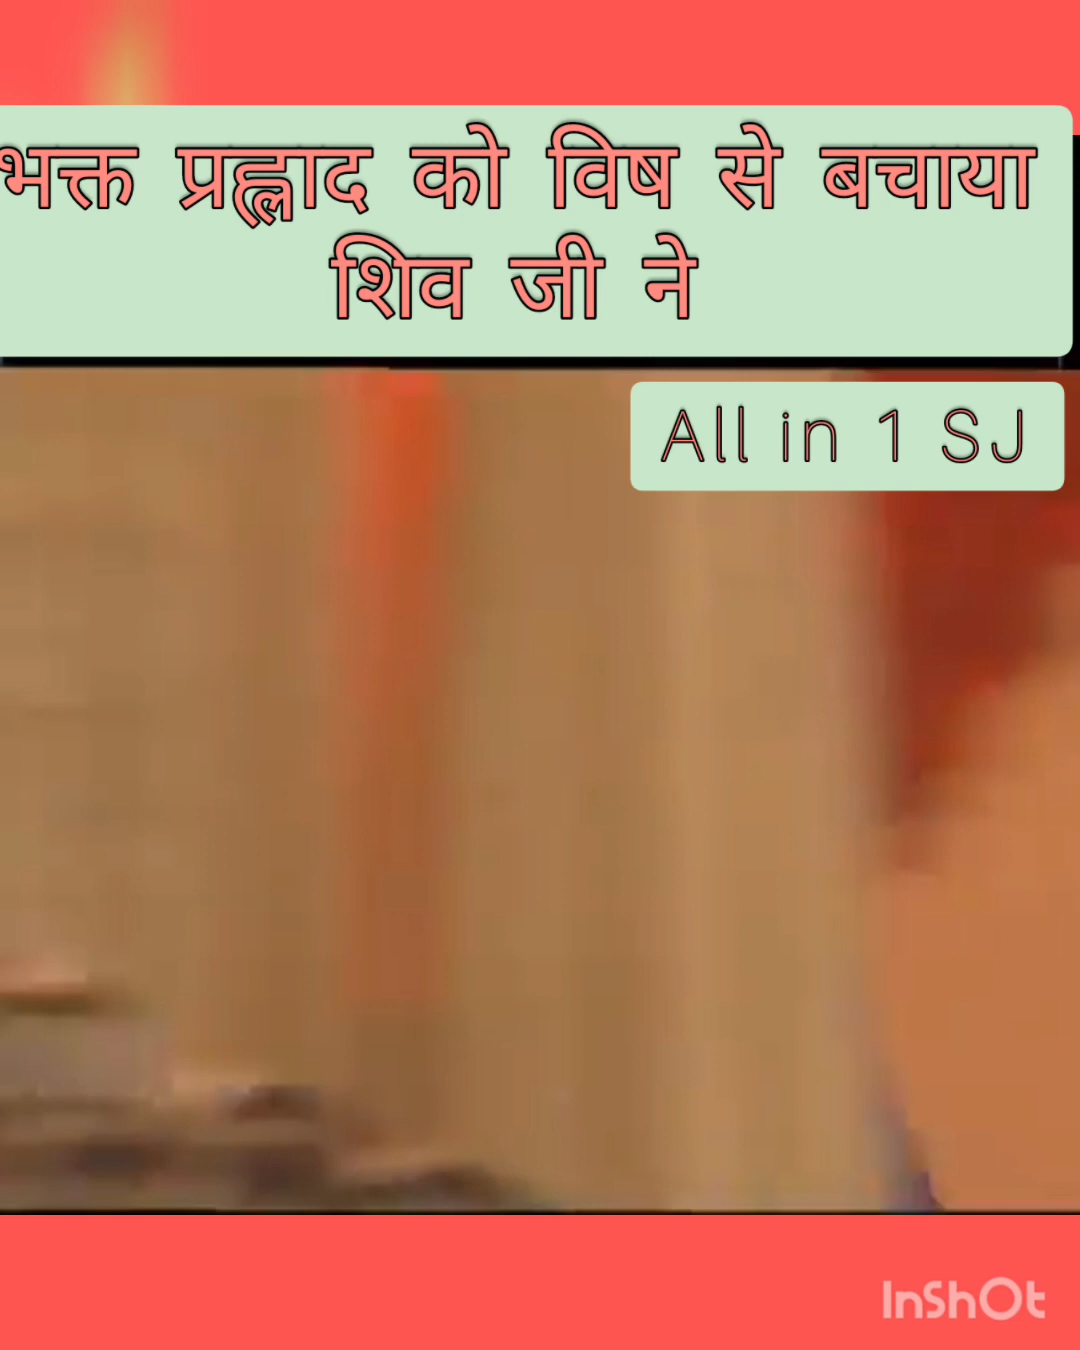 भक्त प्रह्लाद को विष से बचाया
शिव जी ने
All in 1 SJ
InShOt